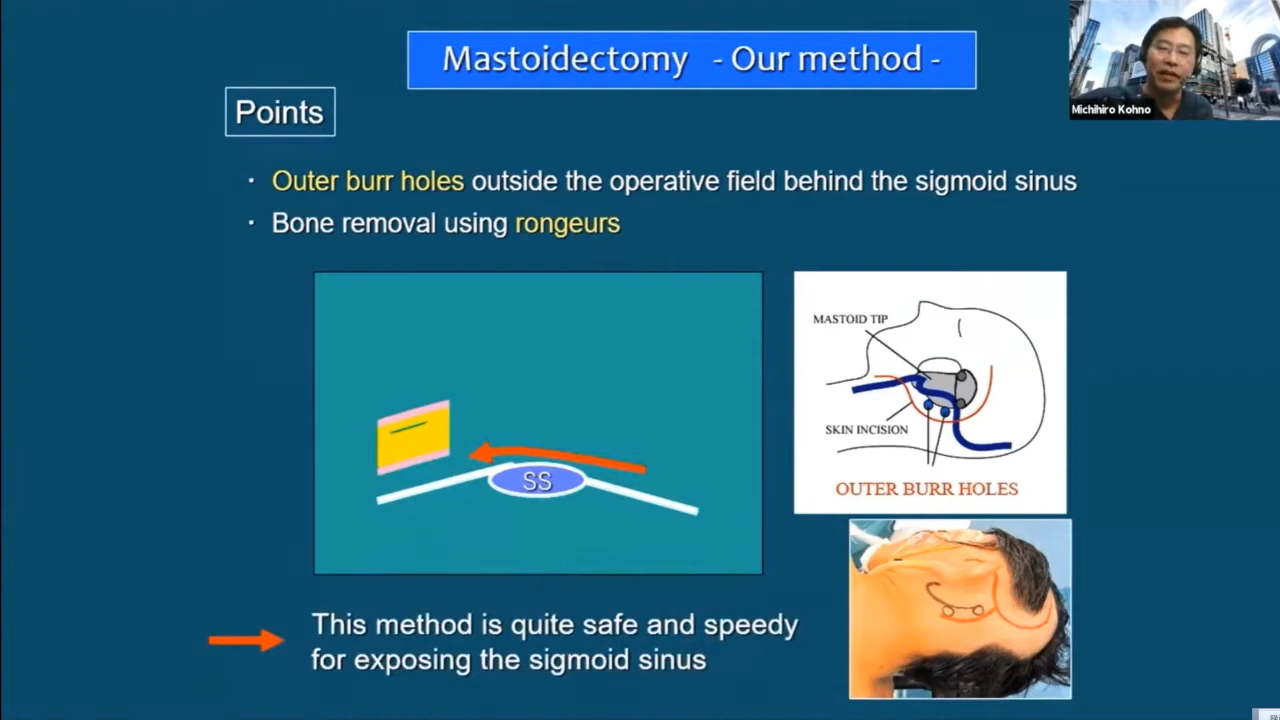 Mastoidectomy - Our method -
Michihiro Kohno
Points
· Outer burr holes outside the operative field behind the sigmoid sinus
· Bone removal using rongeurs
SS
MASTOID TIP
SKIN INCISION
OUTER BURR HOLES
This method is quite safe and speedy
for exposing the sigmoid sinus